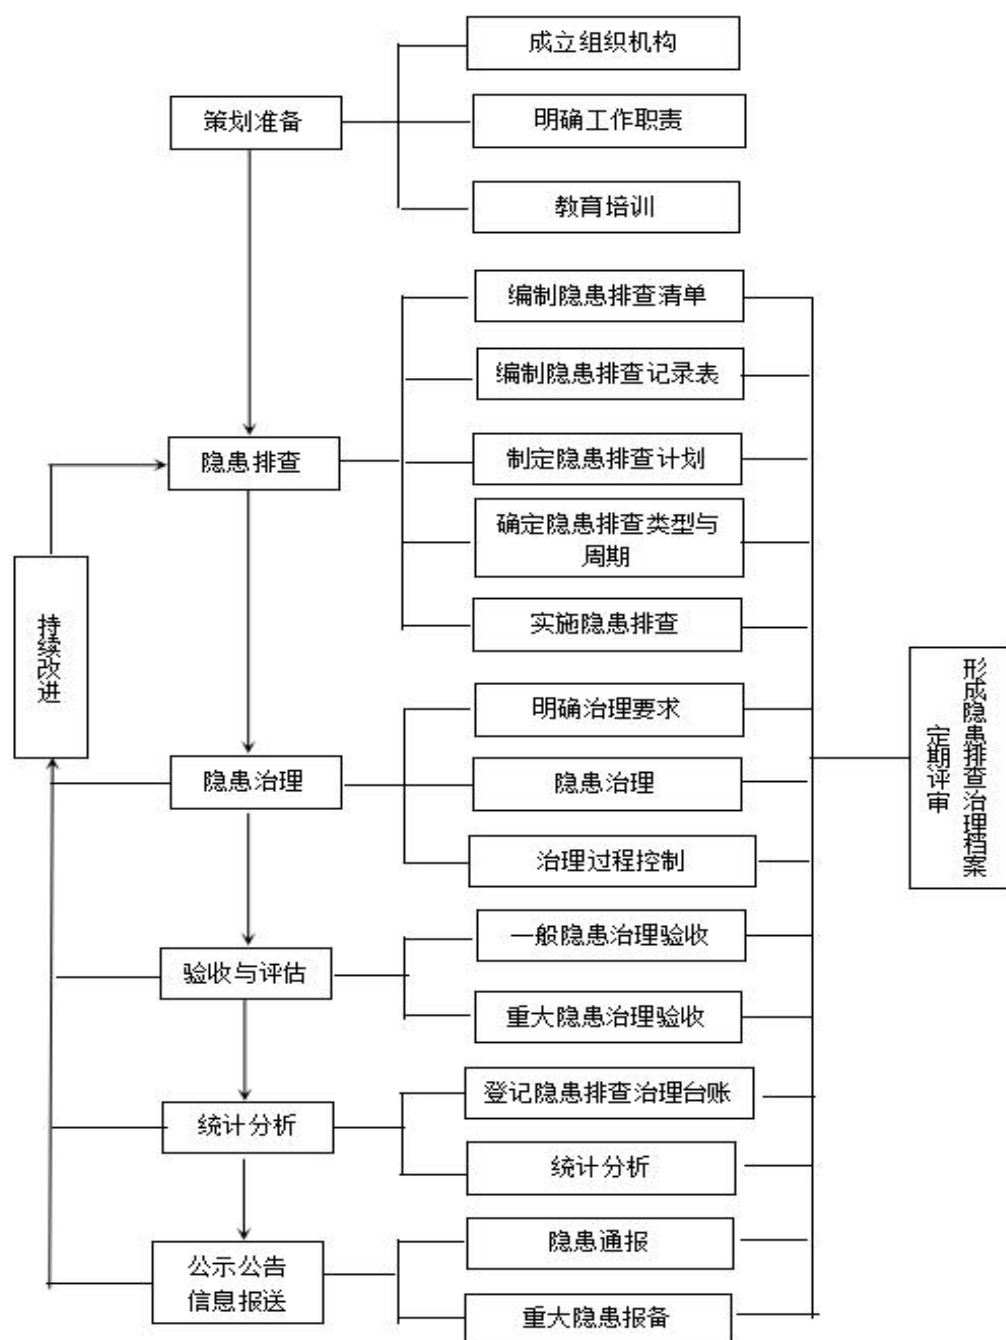 成立组织机构
策划准备
明确工作职责
教育培训
编制隐患排查清单
编制隐患排查记录表
隐患排查
制定隐患排查计划
确定隐患排查类型与
周期
实施隐患排查
持续改进
形成隐患排查治理档案
定期评审
明确治理要求
隐患治理
隐患治理
治理过程控制
一般隐患治理验收
验收与评估
重大隐患治理验收
登记隐患排查治理台账
统计分析
统计分析
隐患通报
公示公告
信息报送
重大隐患报备